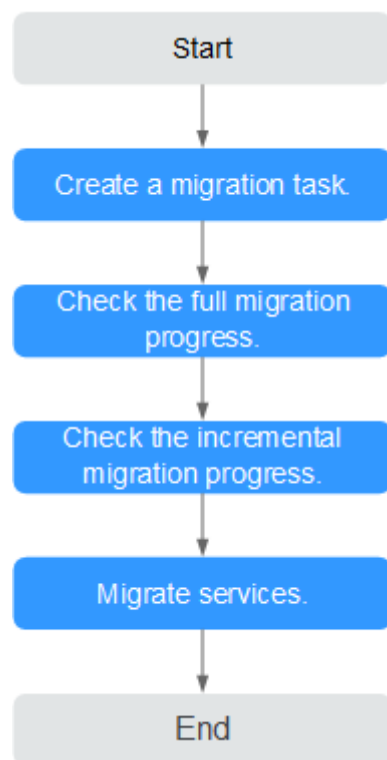 Start
Create a migration task.
Check the full migration
progress.
Check the incremental
migration progress.
Migrate services.
End